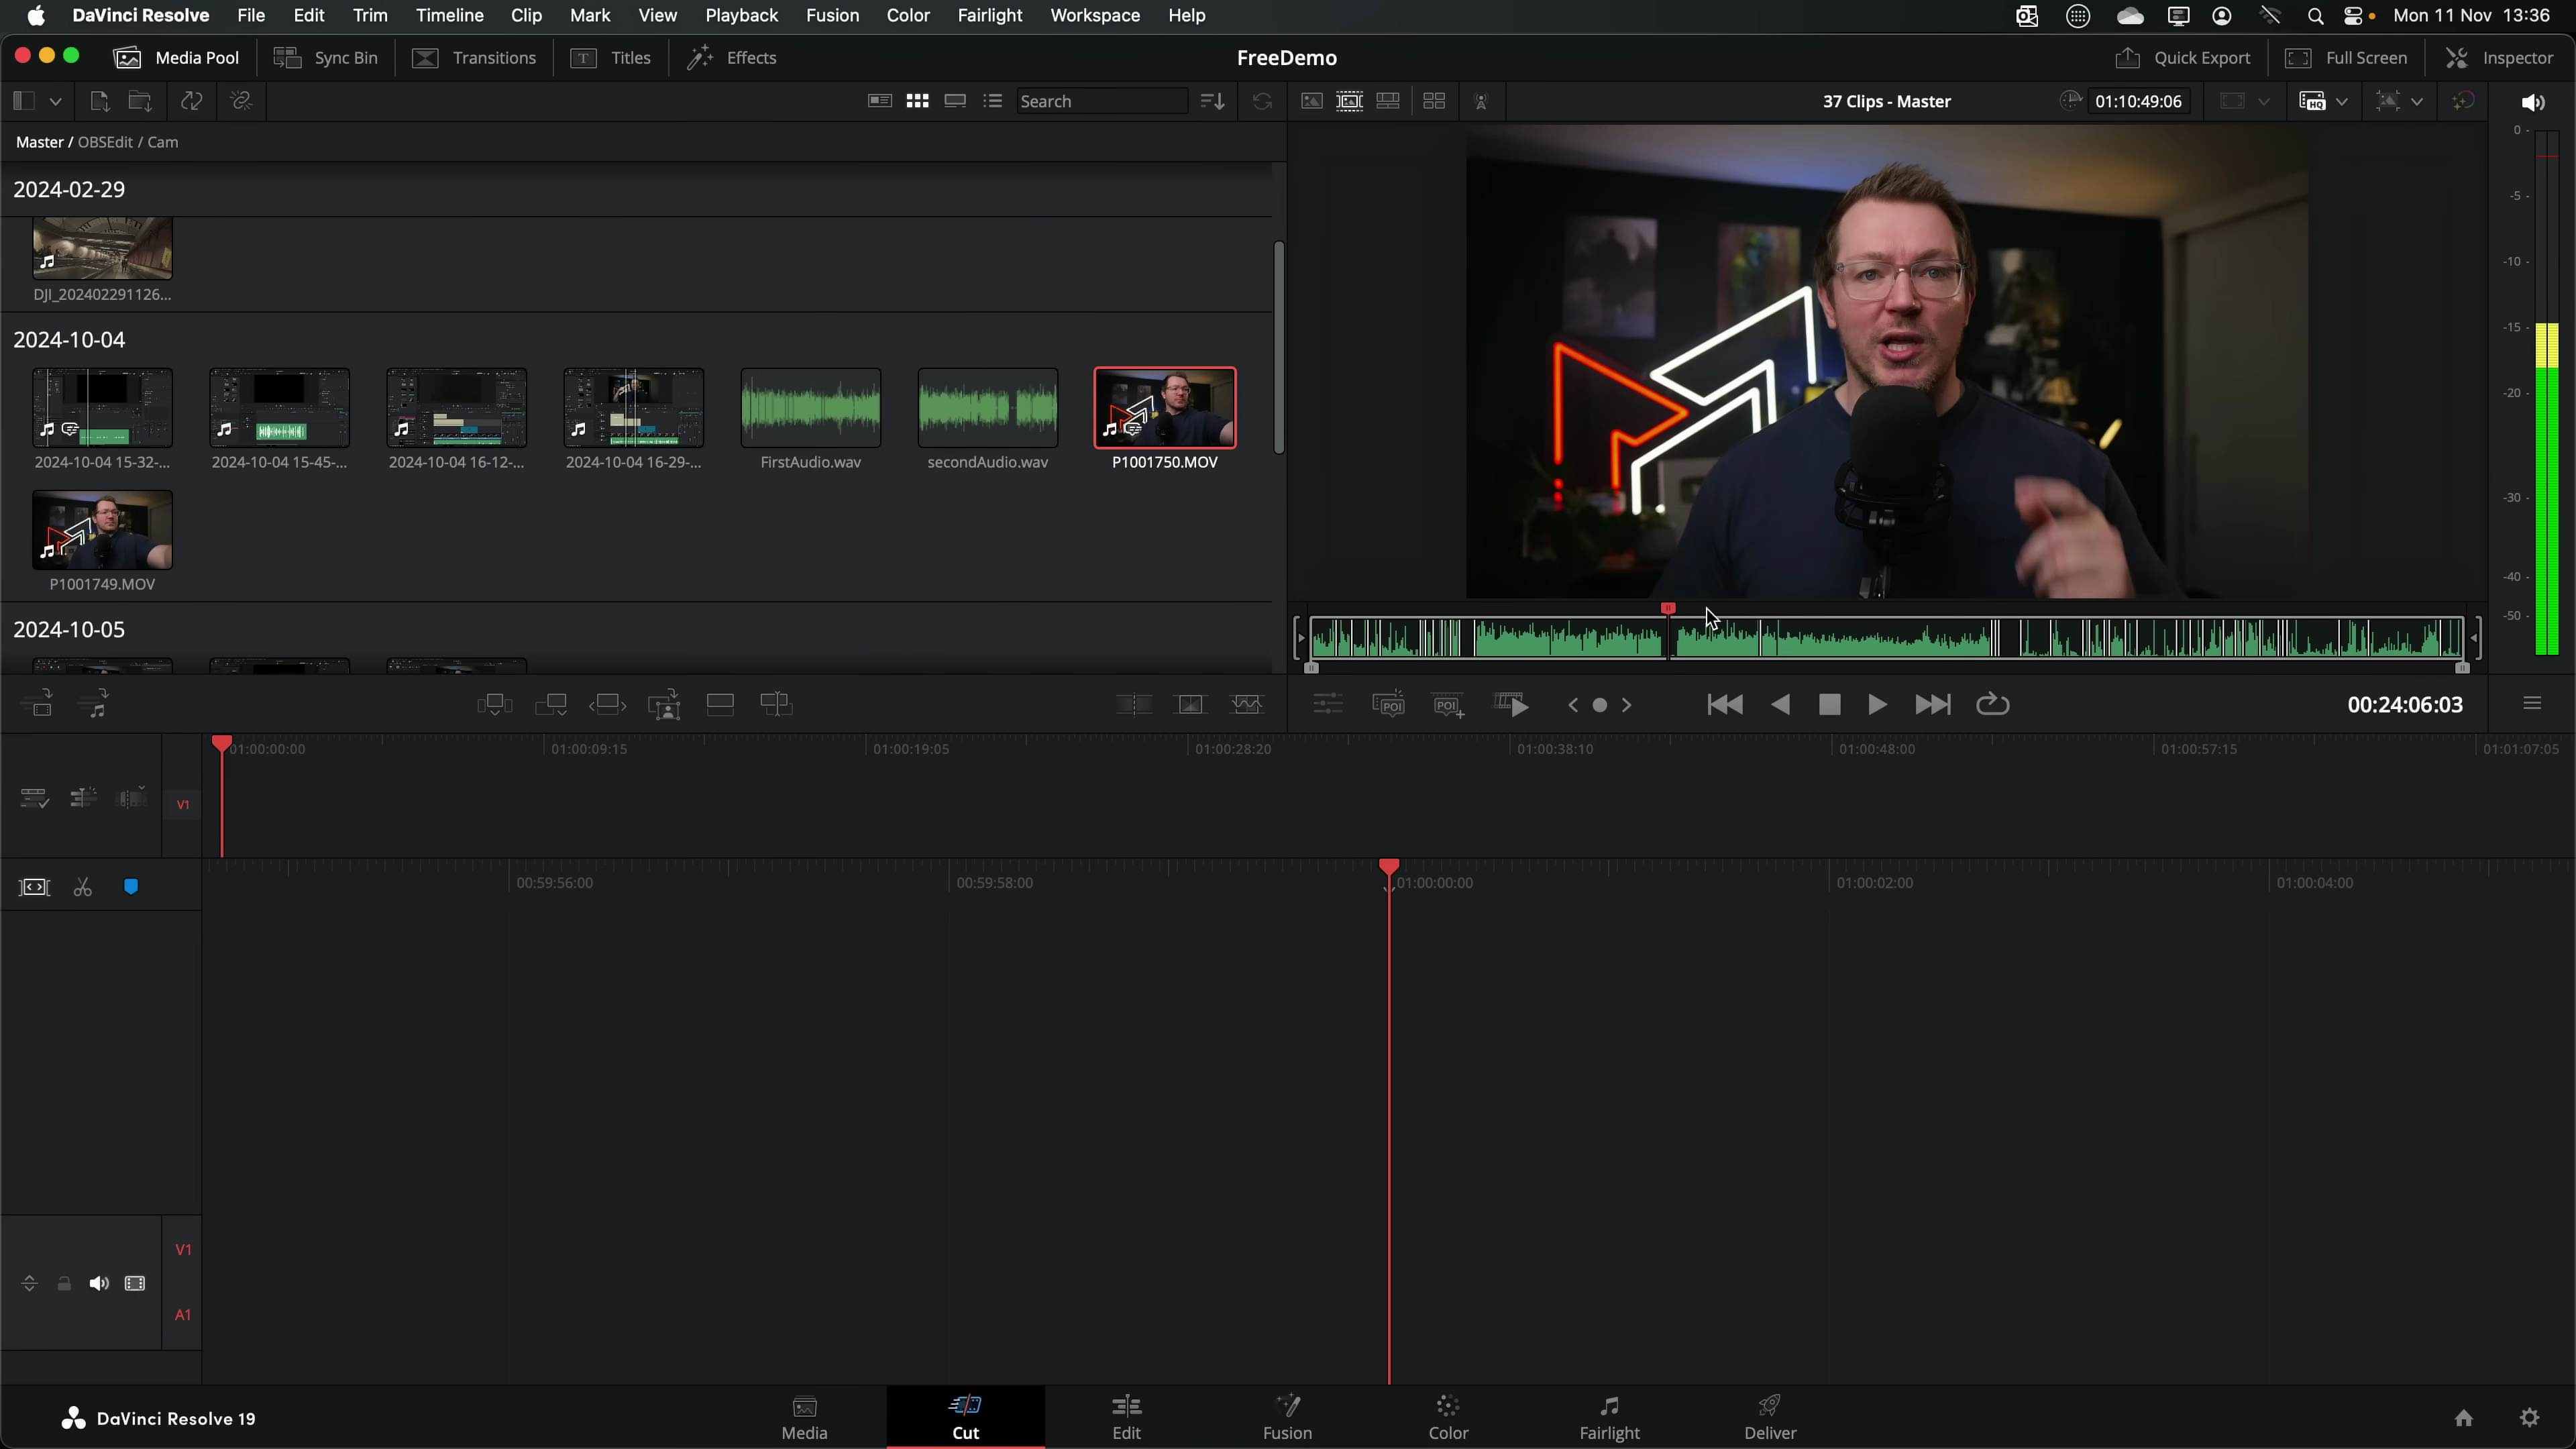 DaVinci Resolve File Edit Trim Timeline Clip Mark View Playback Fusion Color Fairlight Workspace Help Mon 11 Nov 13:36
Media Pool Sync Bin Transitions T Titles Effects FreeDemo Quick Export Full Screen Inspector
Search 37 Clips - Master 01:10:49:06 HQ
Master / OBSEdit / Cam
2024-02-29
DJI_202402291126...
2024-10-04
2024-10-04 15-32-... 2024-10-04 15-45-... 2024-10-04 16-12-... 2024-10-04 16-29-... FirstAudio.wav secondAudio.wav P1001750.MOV
P1001749.MOV
2024-10-05
0 -
-5 -
-10 -
-15 -
-20 -
-30 -
-40 -
-50 -
POI POI 00:24:06:03
01:00:00:00 01:00:09:15 01:00:19:05 01:00:28:20 01:00:38:10 01:00:48:00 01:00:57:15 01:01:07:05
V1
00:59:56:00 00:59:58:00 01:00:00:00 01:00:02:00 01:00:04:00
V1
A1
DaVinci Resolve 19 Media Cut Edit Fusion Color Fairlight Deliver